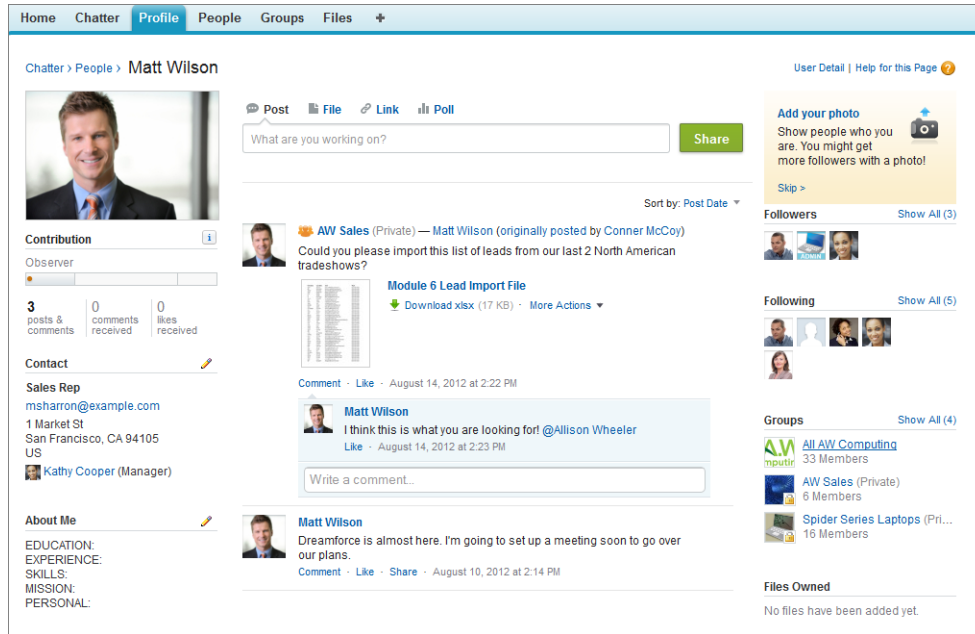 Home Chatter Profile People Groups Files +
Chatter > People > Matt Wilson
User Detail | Help for this Page ?
Contribution i
Observer
3 posts & comments
0 comments received
0 likes received
Contact
Sales Rep
msharron@example.com
1 Market St
San Francisco, CA 94105
US
Kathy Cooper (Manager)
About Me
EDUCATION:
EXPERIENCE:
SKILLS:
MISSION:
PERSONAL:
Post File Link Poll
What are you working on?
Share
Sort by: Post Date
AW Sales (Private) — Matt Wilson (originally posted by Conner McCoy)
Could you please import this list of leads from our last 2 North American
tradeshows?
Module 6 Lead Import File
Download xlsx (17 KB) · More Actions
Comment · Like · August 14, 2012 at 2:22 PM
Matt Wilson
I think this is what you are looking for! @Allison Wheeler
Like · August 14, 2012 at 2:23 PM
Write a comment...
Matt Wilson
Dreamforce is almost here. I'm going to set up a meeting soon to go over
our plans.
Comment · Like · Share · August 10, 2012 at 2:14 PM
Add your photo
Show people who you
are. You might get
more followers with a photo!
Skip >
Followers Show All (3)
ADMIN
Following Show All (5)
Groups Show All (4)
All AW Computing
33 Members
AW Sales (Private)
6 Members
Spider Series Laptops (Pri...
16 Members
Files Owned
No files have been added yet.